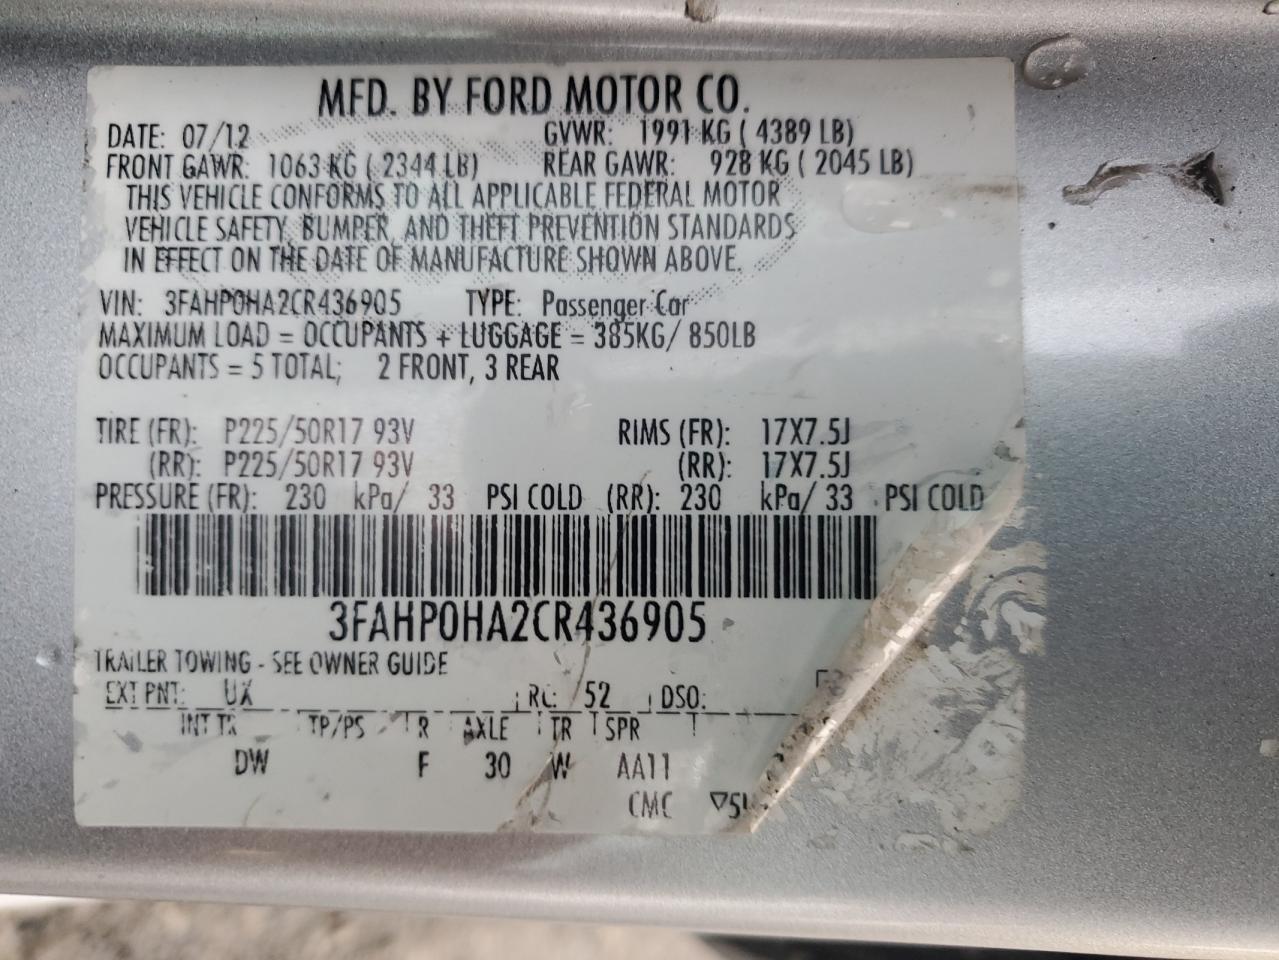 MFD. BY FORD MOTOR CO.
DATE: 07/12 GVWR: 1991 KG ( 4389 LB)
FRONT GAWR: 1063 KG ( 2344 LB) REAR GAWR: 928 KG ( 2045 LB)
THIS VEHICLE CONFORMS TO ALL APPLICABLE FEDERAL MOTOR
VEHICLE SAFETY, BUMPER, AND THEFT PREVENTION STANDARDS
IN EFFECT ON THE DATE OF MANUFACTURE SHOWN ABOVE.
VIN: 3FAHP0HA2CR436905 TYPE: Passenger Car
MAXIMUM LOAD = OCCUPANTS + LUGGAGE = 385KG/ 850LB
OCCUPANTS = 5 TOTAL; 2 FRONT, 3 REAR
TIRE (FR): P225/50R17 93V RIMS (FR): 17X7.5J
(RR): P225/50R17 93V (RR): 17X7.5J
PRESSURE (FR): 230 kPa/ 33 PSI COLD (RR): 230 kPa/ 33 PSI COLD
3FAHP0HA2CR436905
TRAILER TOWING - SEE OWNER GUIDE
EXT PNT: UX RC: 52 DSO:
INT TR TP/PS R AXLE TR SPR
DW F 30 W AA11
CMC